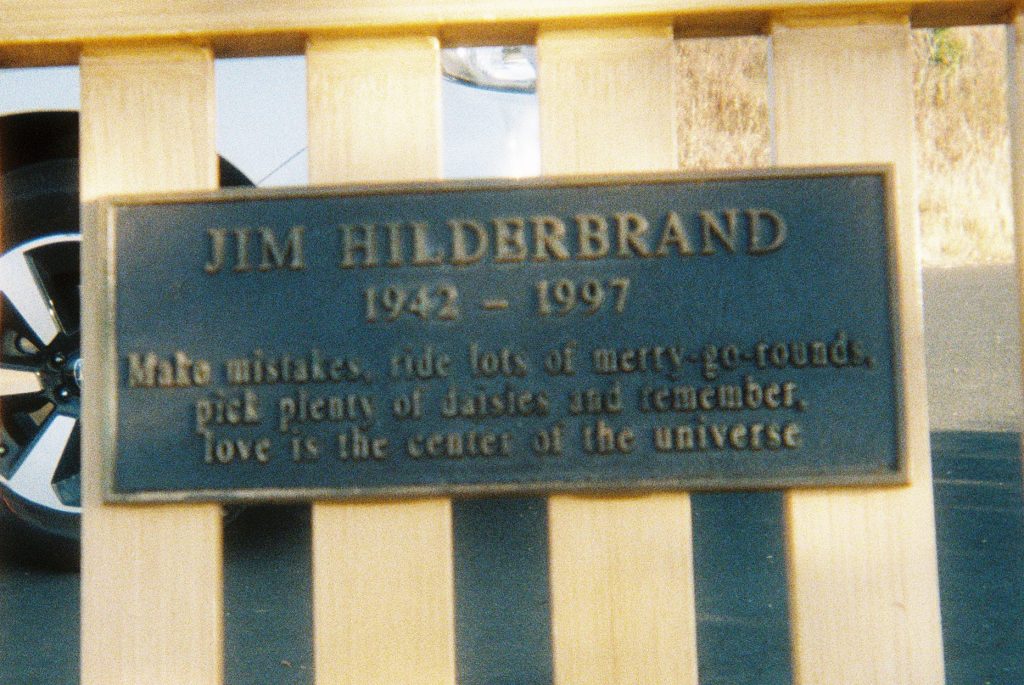 JIM HILDERBRAND
1942 – 1997
Make mistakes, ride lots of merry-go-rounds,
pick plenty of daisies and remember,
love is the center of the universe